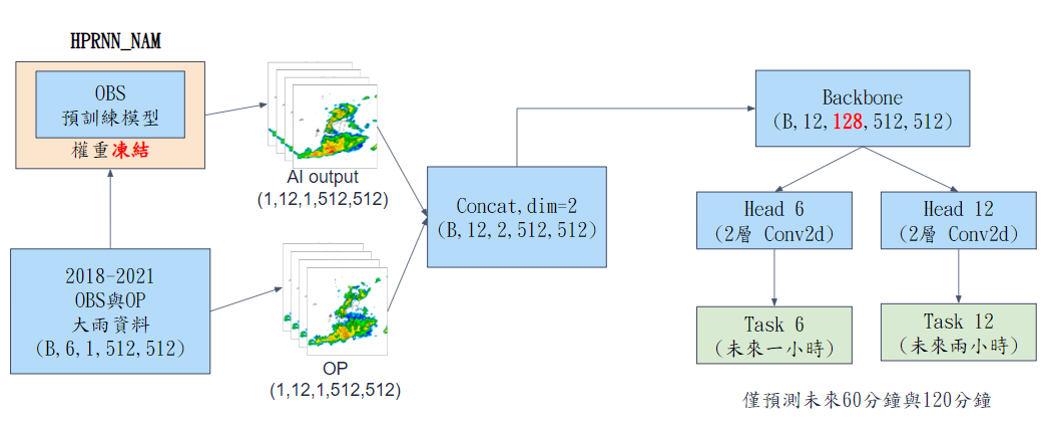 HPRNN_NAM
OBS
預訓練模型
權重凍結
2018-2021
OBS與OP
大雨資料
(B,6,1,512,512)
AI output
(1,12,1,512,512)
OP
(1,12,1,512,512)
Concat,dim=2
(B,12,2,512,512)
Backbone
(B,12,128,512,512)
Head 6
(2層 Conv2d)
Head 12
(2層 Conv2d)
Task 6
(未來一小時)
Task 12
(未來兩小時)
僅預測未來60分鐘與120分鐘